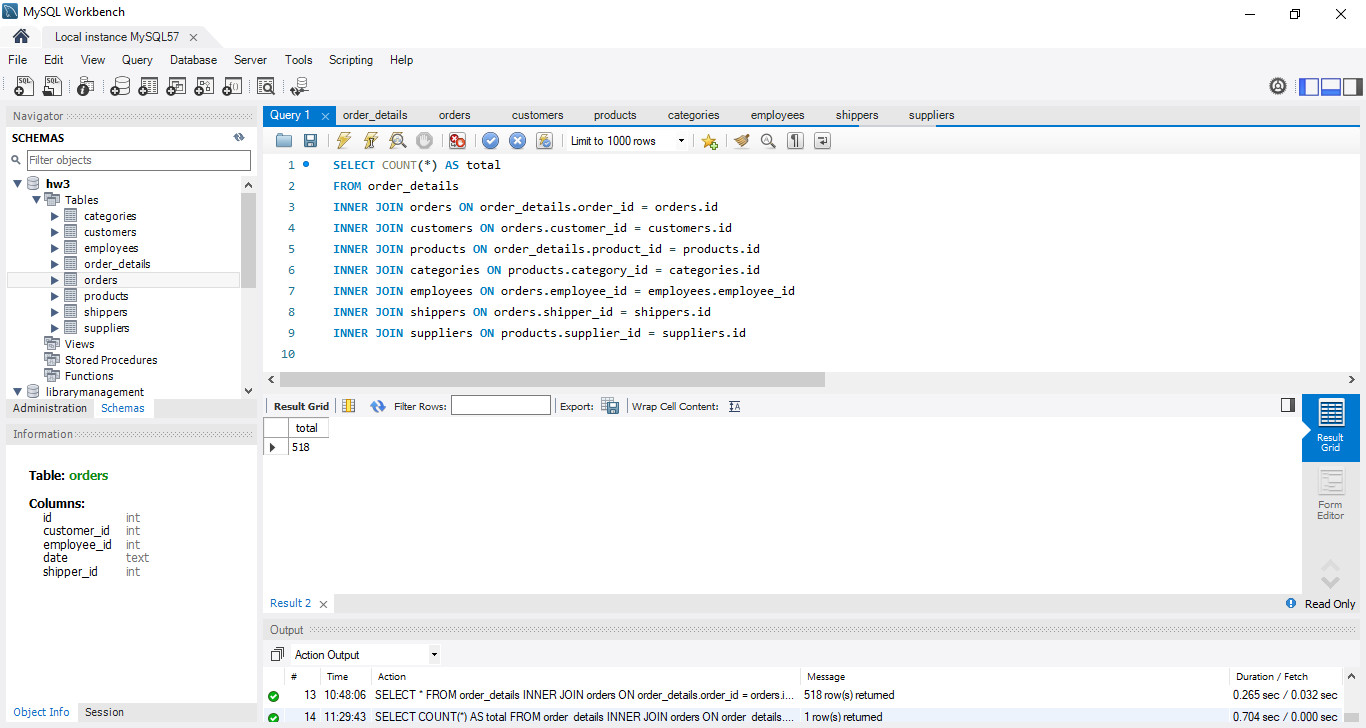 MySQL Workbench
Local instance MySQL57
File Edit View Query Database Server Tools Scripting Help
Navigator
SCHEMAS
Filter objects
hw3
Tables
categories
customers
employees
order_details
orders
products
shippers
suppliers
Views
Stored Procedures
Functions
librarymanagement
Administration Schemas
Information
Table: orders
Columns:
id int
customer_id int
employee_id int
date text
shipper_id int
Object Info Session
Query 1 order_details orders customers products categories employees shippers suppliers
Limit to 1000 rows
1 SELECT COUNT(*) AS total
2 FROM order_details
3 INNER JOIN orders ON order_details.order_id = orders.id
4 INNER JOIN customers ON orders.customer_id = customers.id
5 INNER JOIN products ON order_details.product_id = products.id
6 INNER JOIN categories ON products.category_id = categories.id
7 INNER JOIN employees ON orders.employee_id = employees.employee_id
8 INNER JOIN shippers ON orders.shipper_id = shippers.id
9 INNER JOIN suppliers ON products.supplier_id = suppliers.id
10
Result Grid Filter Rows: Export: Wrap Cell Content:
total
518
Result
Grid
Form
Editor
Result 2 Read Only
Output
Action Output
# Time Action Message Duration / Fetch
13 10:48:06 SELECT * FROM order_details INNER JOIN orders ON order_details.order_id = orders.i... 518 row(s) returned 0.265 sec / 0.032 sec
14 11:29:43 SELECT COUNT(*) AS total FROM order_details INNER JOIN orders ON order_details.... 1 row(s) returned 0.704 sec / 0.000 sec